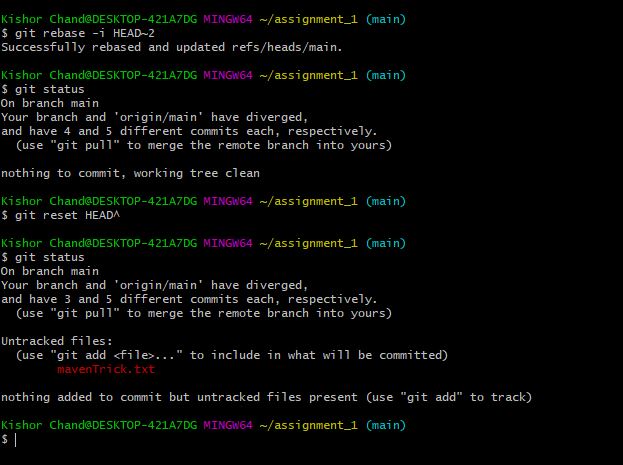 Kishor Chand@DESKTOP-421A7DG MINGW64 ~/assignment_1 (main)
$ git rebase -i HEAD~2
Successfully rebased and updated refs/heads/main.
Kishor Chand@DESKTOP-421A7DG MINGW64 ~/assignment_1 (main)
$ git status
On branch main
Your branch and 'origin/main' have diverged,
and have 4 and 5 different commits each, respectively.
(use "git pull" to merge the remote branch into yours)
nothing to commit, working tree clean
Kishor Chand@DESKTOP-421A7DG MINGW64 ~/assignment_1 (main)
$ git reset HEAD^
Kishor Chand@DESKTOP-421A7DG MINGW64 ~/assignment_1 (main)
$ git status
On branch main
Your branch and 'origin/main' have diverged,
and have 3 and 5 different commits each, respectively.
(use "git pull" to merge the remote branch into yours)
Untracked files:
(use "git add <file>..." to include in what will be committed)
mavenTrick.txt
nothing added to commit but untracked files present (use "git add" to track)
Kishor Chand@DESKTOP-421A7DG MINGW64 ~/assignment_1 (main)
$